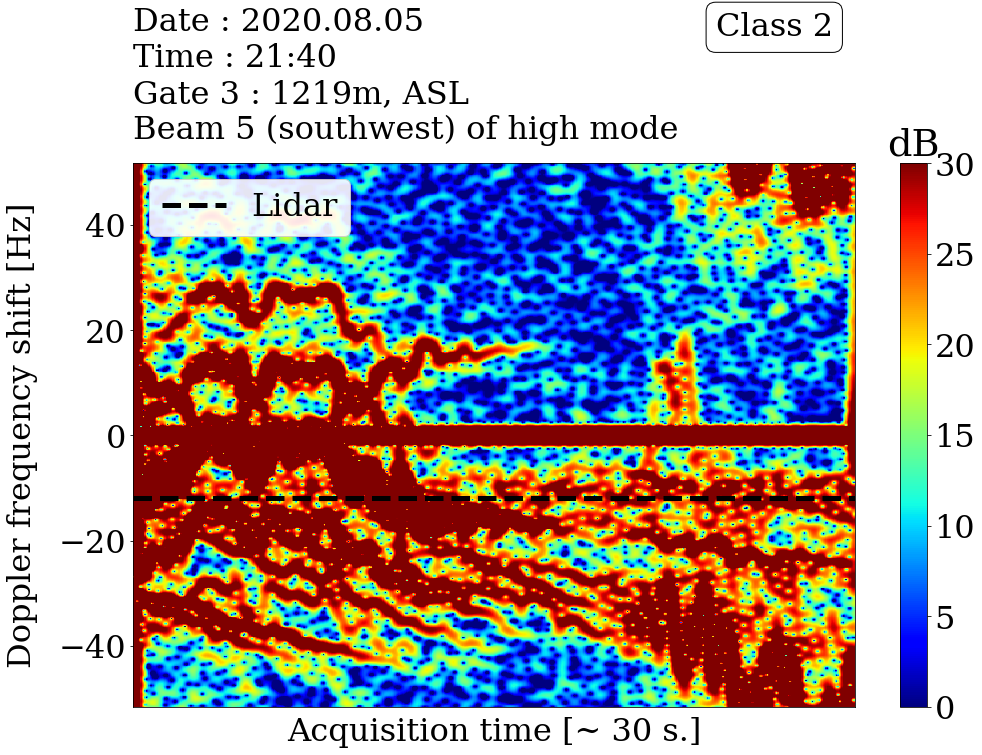 Date : 2020.08.05
Class 2
Time : 21:40
Gate 3 : 1219m, ASL
Beam 5 (southwest) of high mode
dB
Lidar
Doppler frequency shift [Hz]
40
20
0
−20
−40
30
25
20
15
10
5
0
Acquisition time [~ 30 s.]